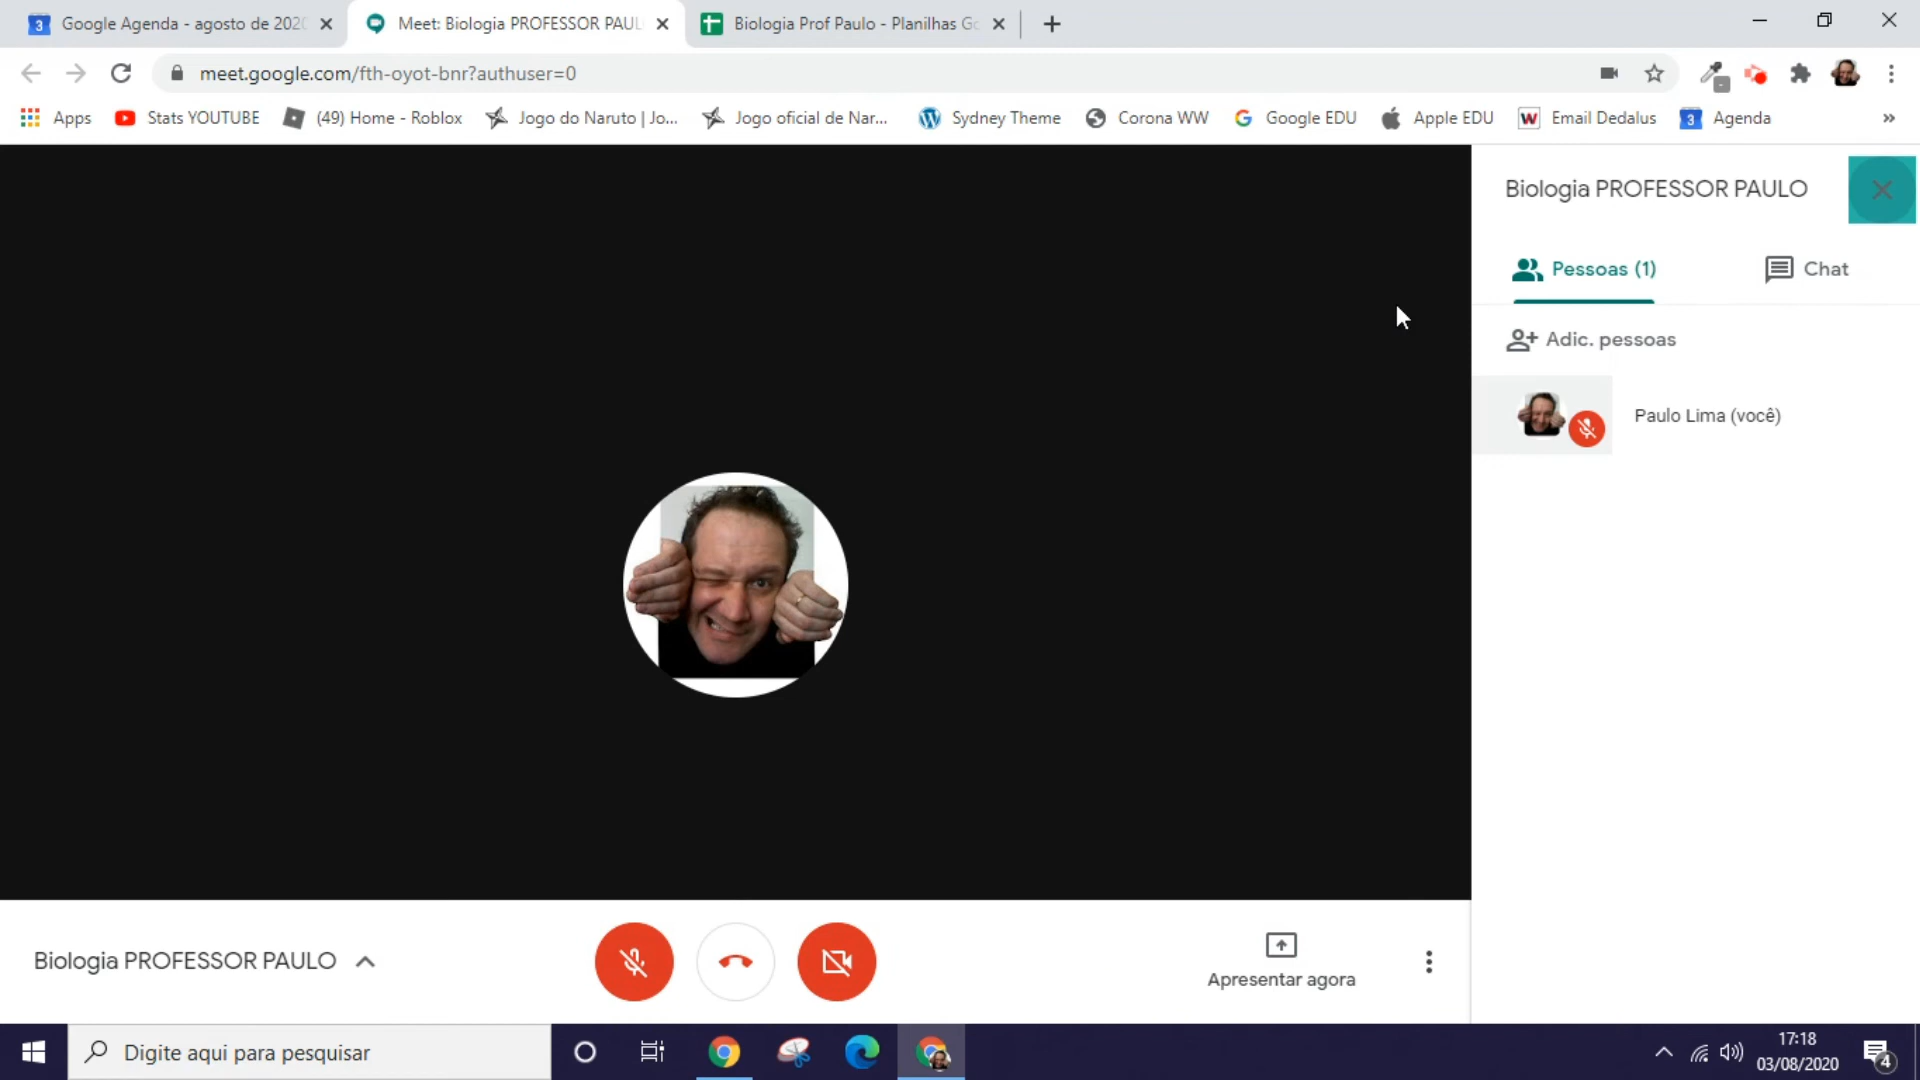 Google Agenda - agosto de 202
Meet: Biologia PROFESSOR PAUL
Biologia Prof Paulo - Planilhas Go
meet.google.com/fth-oyot-bnr?authuser=0
Apps
Stats YOUTUBE
(49) Home - Roblox
Jogo do Naruto | Jo...
Jogo oficial de Nar...
Sydney Theme
Corona WW
Google EDU
Apple EDU
W
Email Dedalus
3
Agenda
»
Biologia PROFESSOR PAULO
Pessoas (1)
Chat
Adic. pessoas
Paulo Lima (você)
Biologia PROFESSOR PAULO
Apresentar agora
Digite aqui para pesquisar
17:18
03/08/2020
4